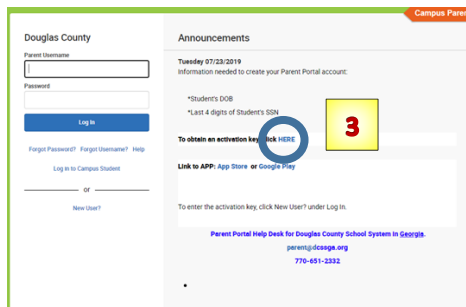 Campus Paren
Douglas County
Parent Username
Password
Log In
Forgot Password? Forgot Username? Help
Log in to Campus Student
or
New User?
Announcements
Tuesday 07/23/2019
Information needed to create your Parent Portal account:
*Student's DOB
*Last 4 digits of Student's SSN
To obtain an activation key, click HERE
3
Link to APP: App Store or Google Play
To enter the activation key, click New User? under Log In.
Parent Portal Help Desk for Douglas County School System in Georgia.
parent@dcssga.org
770-651-2332